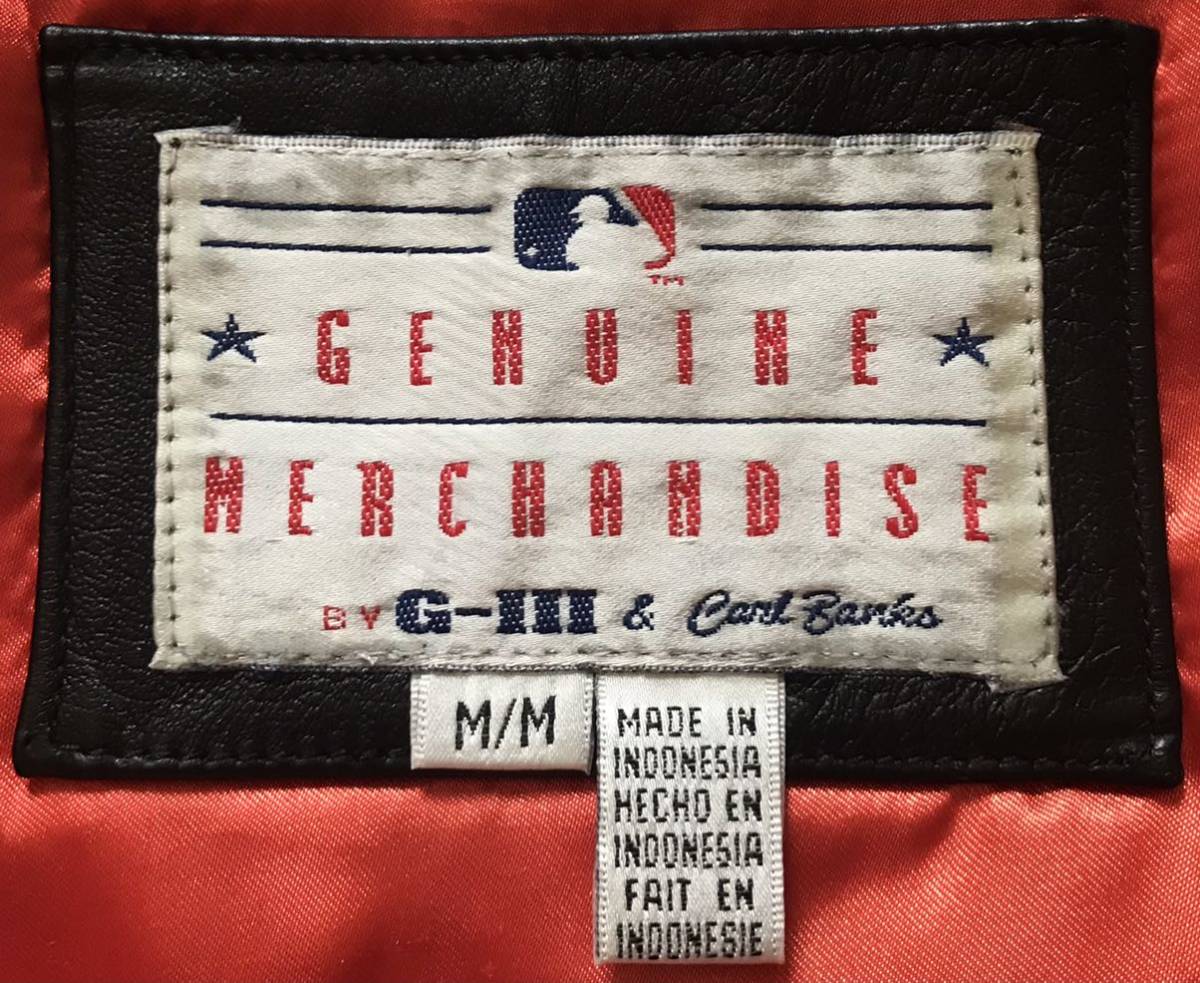 TM
GENUINE
MERCHANDISE
BY G-III & Carl Banks
M/M
MADE IN
INDONESIA
HECHO EN
INDONESIA
FAIT EN
INDONESIE